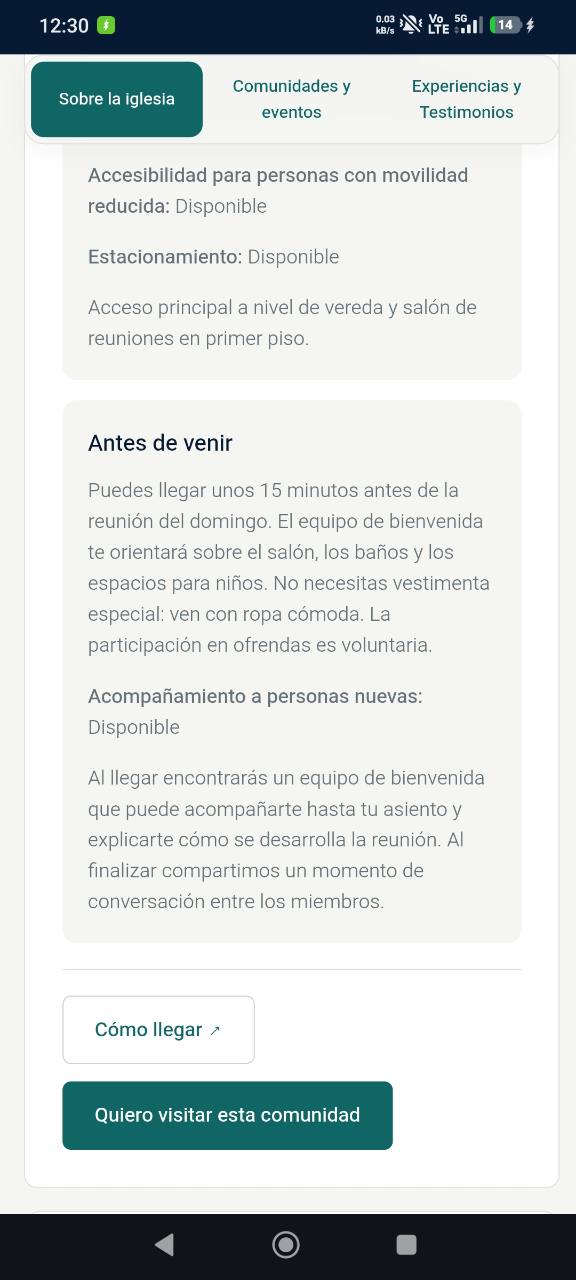 12:30
0.03
kB/s
Vo
LTE
5G
14
Sobre la iglesia
Comunidades y
eventos
Experiencias y
Testimonios
Accesibilidad para personas con movilidad
reducida: Disponible
Estacionamiento: Disponible
Acceso principal a nivel de vereda y salón de
reuniones en primer piso.
Antes de venir
Puedes llegar unos 15 minutos antes de la
reunión del domingo. El equipo de bienvenida
te orientará sobre el salón, los baños y los
espacios para niños. No necesitas vestimenta
especial: ven con ropa cómoda. La
participación en ofrendas es voluntaria.
Acompañamiento a personas nuevas:
Disponible
Al llegar encontrarás un equipo de bienvenida
que puede acompañarte hasta tu asiento y
explicarte cómo se desarrolla la reunión. Al
finalizar compartimos un momento de
conversación entre los miembros.
Cómo llegar ↗
Quiero visitar esta comunidad